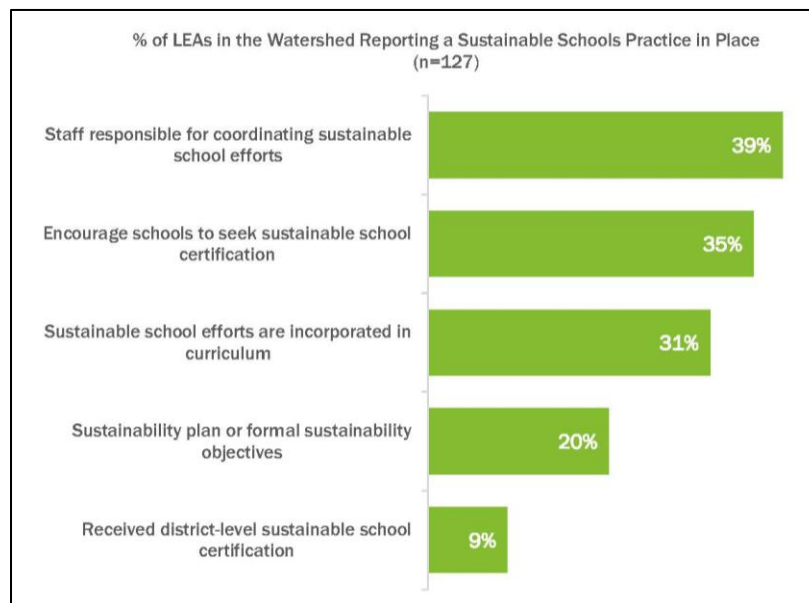 % of LEAs in the Watershed Reporting a Sustainable Schools Practice in Place
(n=127)
Staff responsible for coordinating sustainable
school efforts
39%
Encourage schools to seek sustainable school
certification
35%
Sustainable school efforts are incorporated in
curriculum
31%
Sustainability plan or formal sustainability
objectives
20%
Received district-level sustainable school
certification
9%